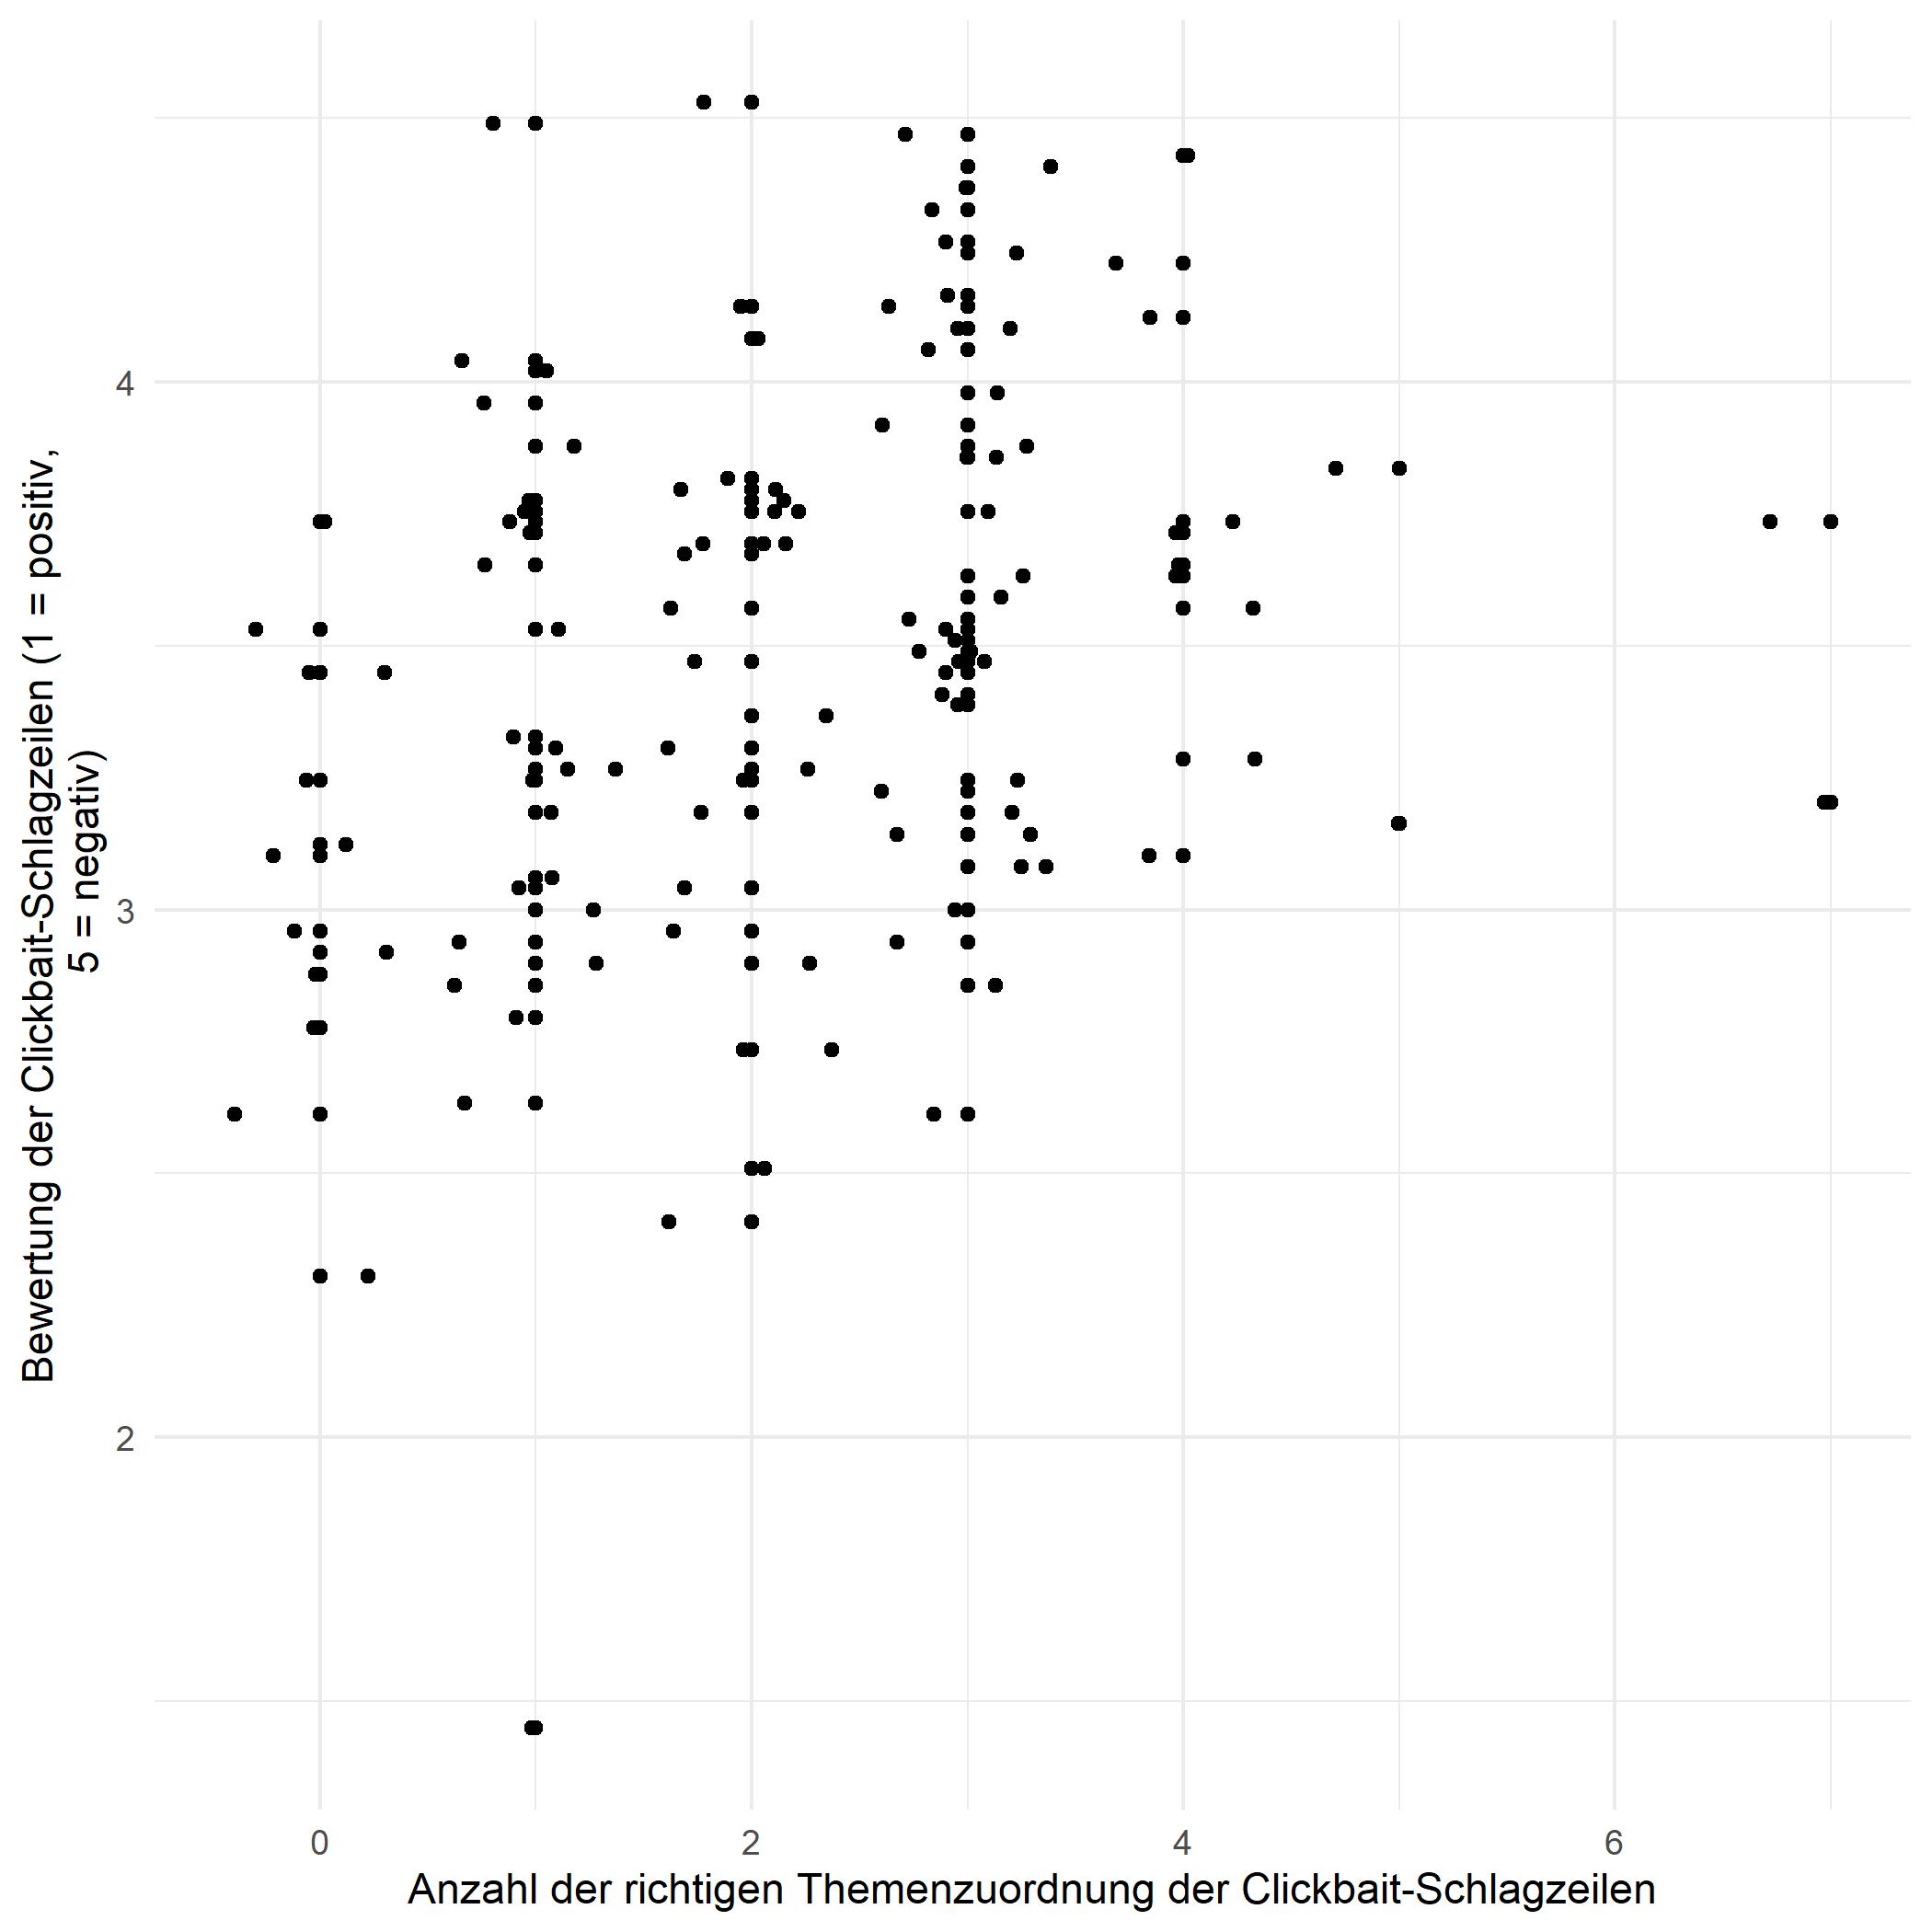 Bewertung der Clickbait-Schlagzeilen (1 = positiv,
5 = negativ)
4
3
2
0 2 4 6
Anzahl der richtigen Themenzuordnung der Clickbait-Schlagzeilen